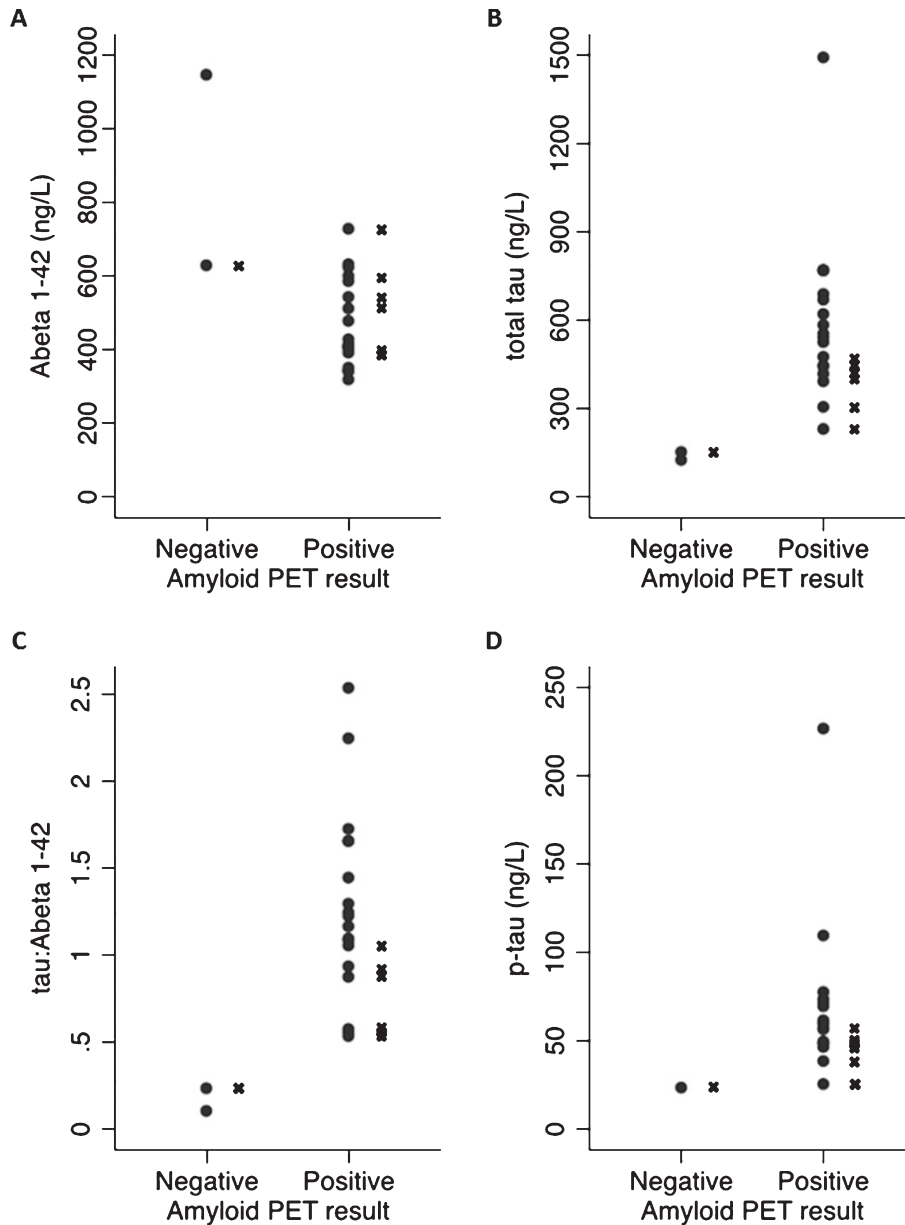 A
Abeta 1-42 (ng/L)
1200
1000
800
600
400
200
0
Negative Positive
Amyloid PET result
B
total tau (ng/L)
1500
1200
900
600
300
0
Negative Positive
Amyloid PET result
C
tau:Abeta 1-42
2.5
2
1.5
1
.5
0
Negative Positive
Amyloid PET result
D
p-tau (ng/L)
250
200
150
100
50
0
Negative Positive
Amyloid PET result